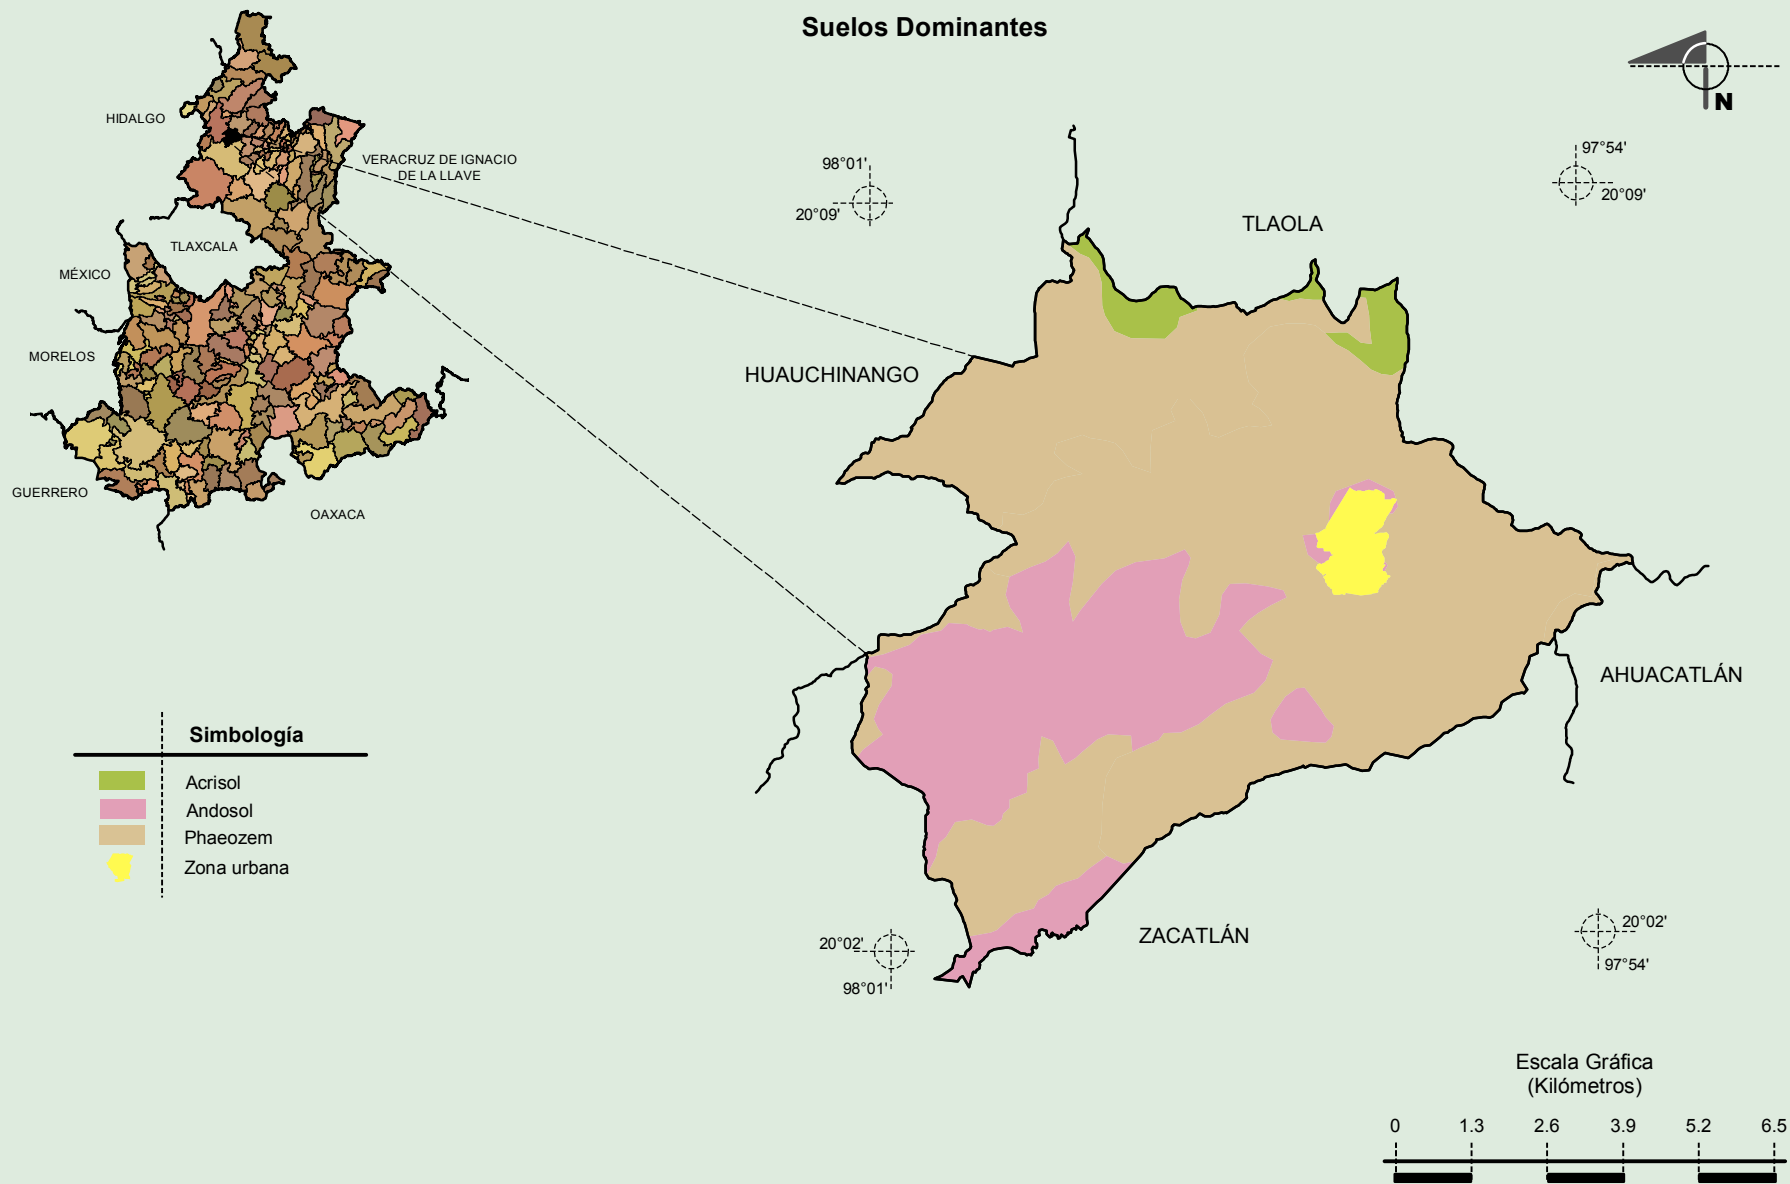 Suelos Dominantes
N
HIDALGO
VERACRUZ DE IGNACIO
DE LA LLAVE
TLAXCALA
MÉXICO
MORELOS
GUERRERO
OAXACA
98°01'
20°09'
97°54'
20°09'
TLAOLA
HUAUCHINANGO
AHUACATLÁN
ZACATLÁN
20°02'
98°01'
20°02'
97°54'
Simbología
Acrisol
Andosol
Phaeozem
Zona urbana
Escala Gráfica
(Kilómetros)
0 1.3 2.6 3.9 5.2 6.5